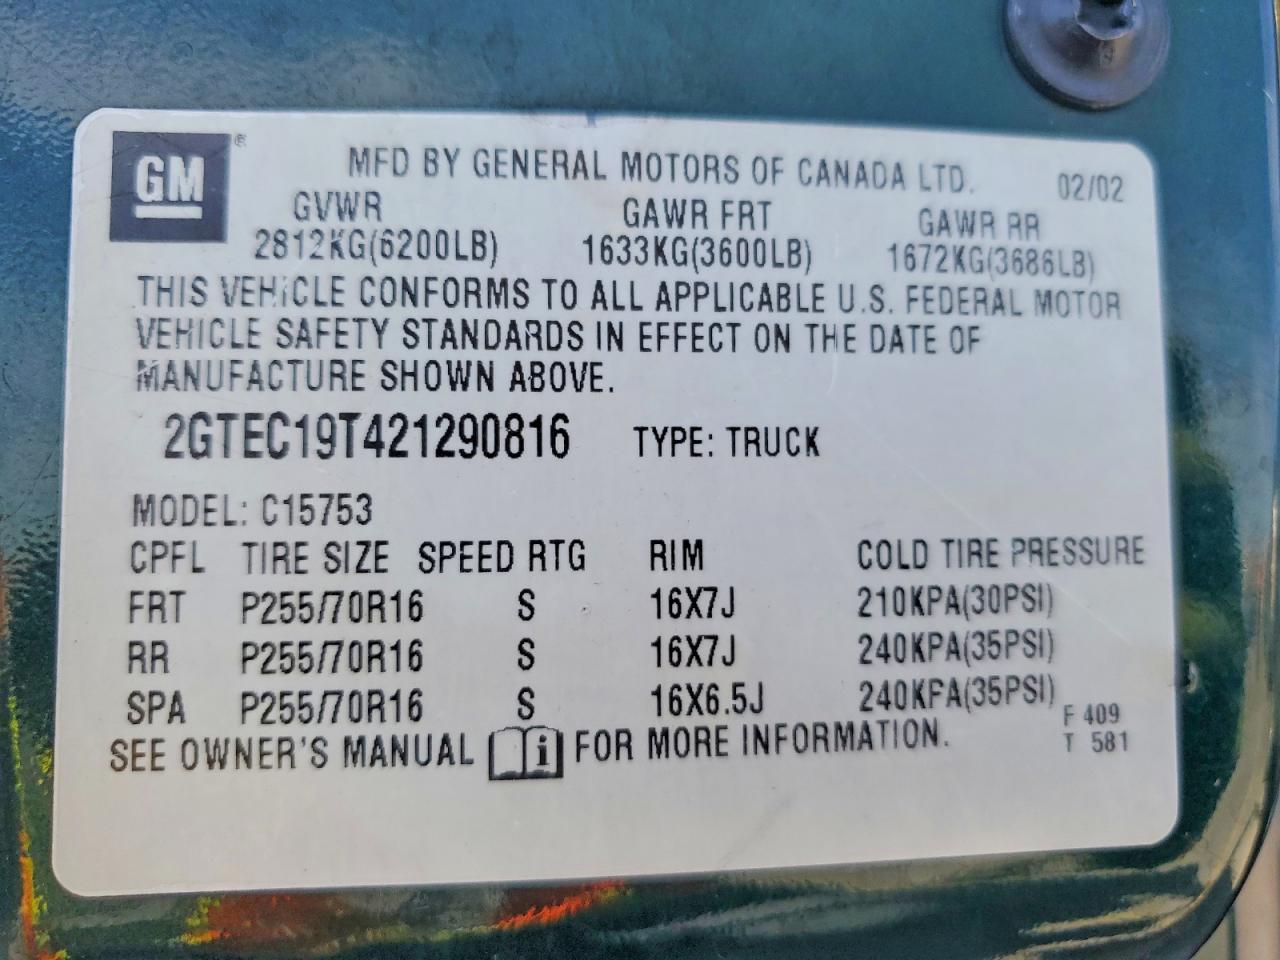 GM ®
MFD BY GENERAL MOTORS OF CANADA LTD. 02/02
GVWR GAWR FRT GAWR RR
2812KG(6200LB) 1633KG(3600LB) 1672KG(3686LB)
THIS VEHICLE CONFORMS TO ALL APPLICABLE U.S. FEDERAL MOTOR
VEHICLE SAFETY STANDARDS IN EFFECT ON THE DATE OF
MANUFACTURE SHOWN ABOVE.
2GTEC19T421290816 TYPE: TRUCK
MODEL: C15753
CPFL TIRE SIZE SPEED RTG RIM COLD TIRE PRESSURE
FRT P255/70R16 S 16X7J 210KPA(30PSI)
RR P255/70R16 S 16X7J 240KPA(35PSI)
SPA P255/70R16 S 16X6.5J 240KPA(35PSI)
F 409
SEE OWNER'S MANUAL i FOR MORE INFORMATION. T 581